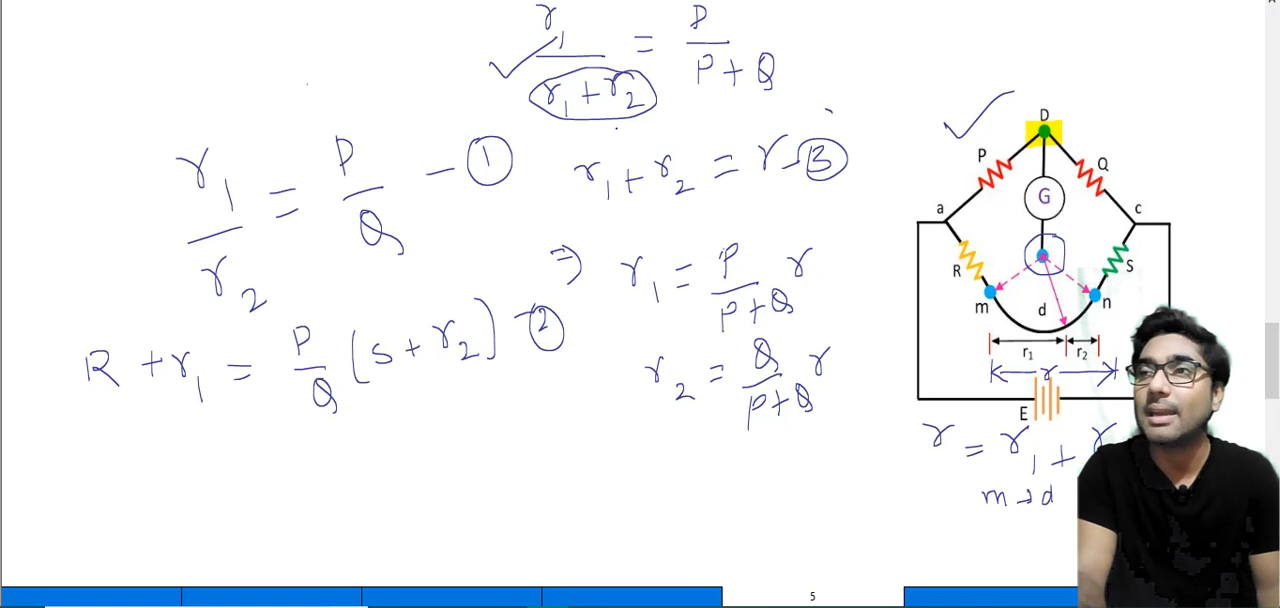 r₁/(r₁ + r₂) = P/(P + Q)
r₁/r₂ = P/Q — ①
r₁ + r₂ = r — ③
⇒ r₁ = P/(P+Q) r
R + r₁ = P/Q (S + r₂) — ②
r₂ = Q/(P+Q) r
D
P
Q
G
a
c
R
S
m
d
n
r₁
r₂
r
E
r = r₁ +
m → d
5